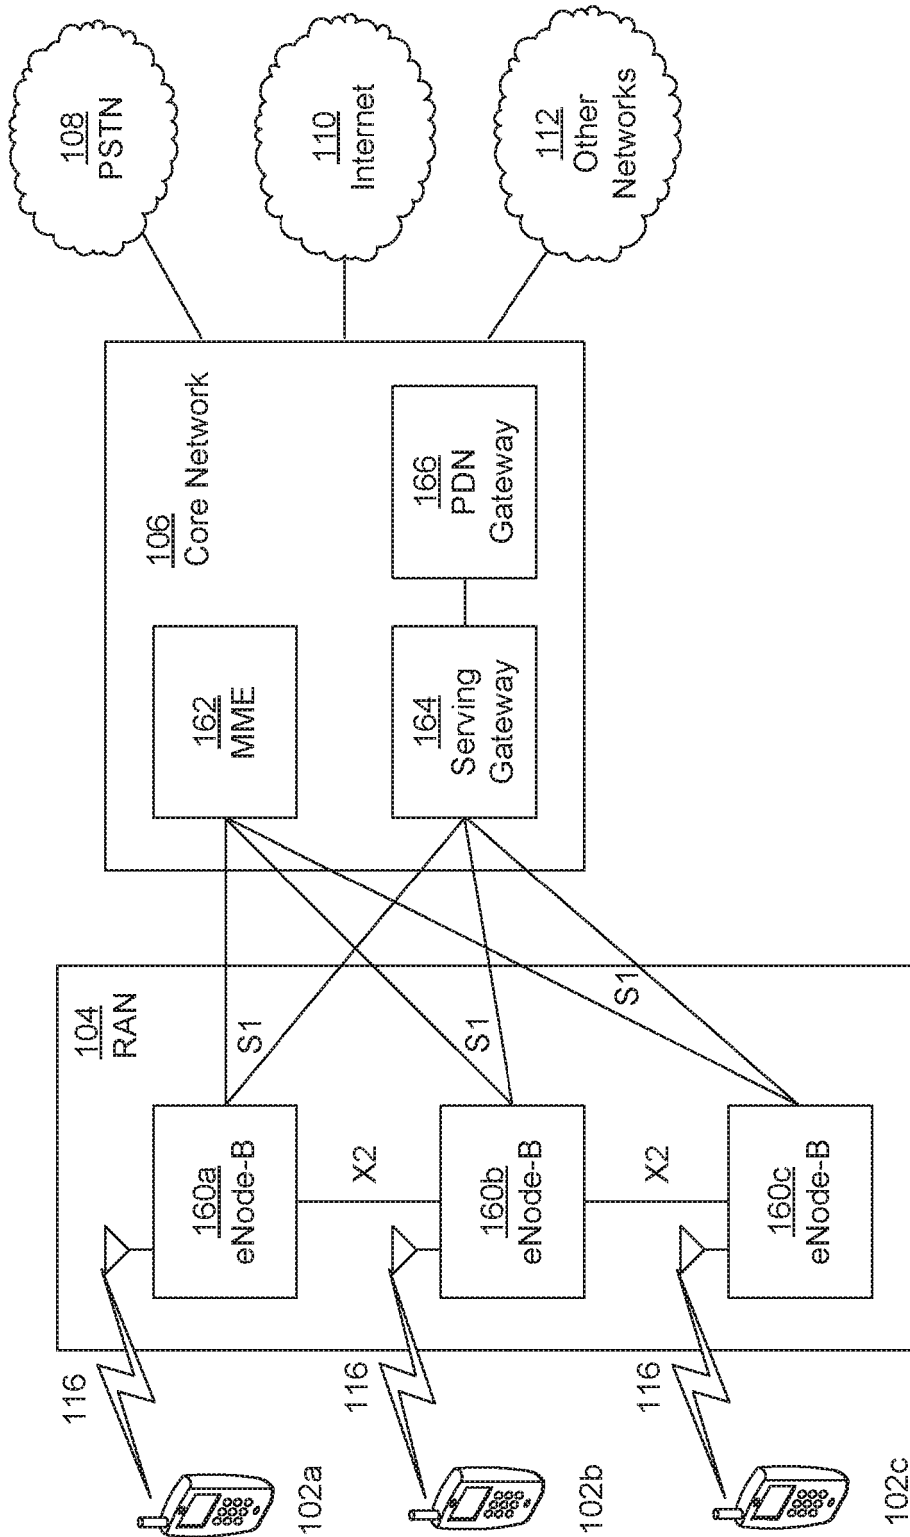 102a
116
104
RAN
160a
eNode-B
S1
X2
102b
116
160b
eNode-B
S1
X2
102c
116
160c
eNode-B
S1
106
Core Network
162
MME
164
Serving
Gateway
166
PDN
Gateway
108
PSTN
110
Internet
112
Other
Networks